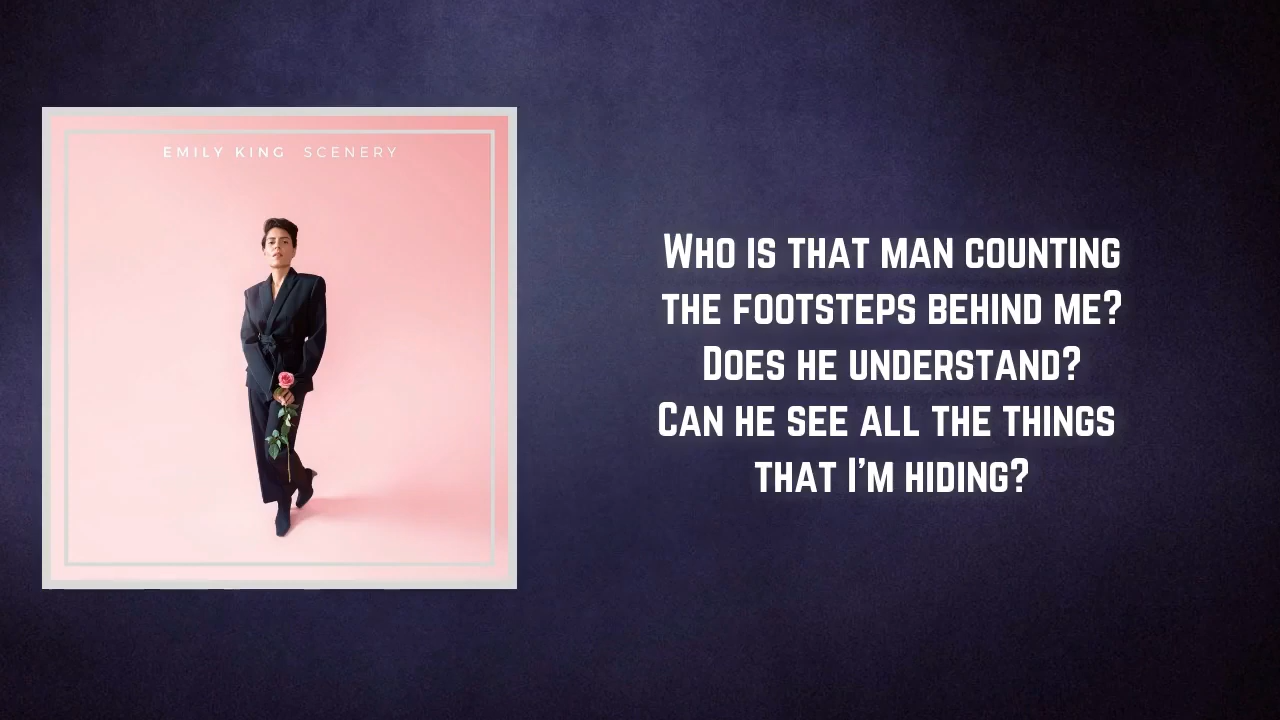 EMILY KING SCENERY
Who is that man counting
the footsteps behind me?
Does he understand?
Can he see all the things
that I'm hiding?